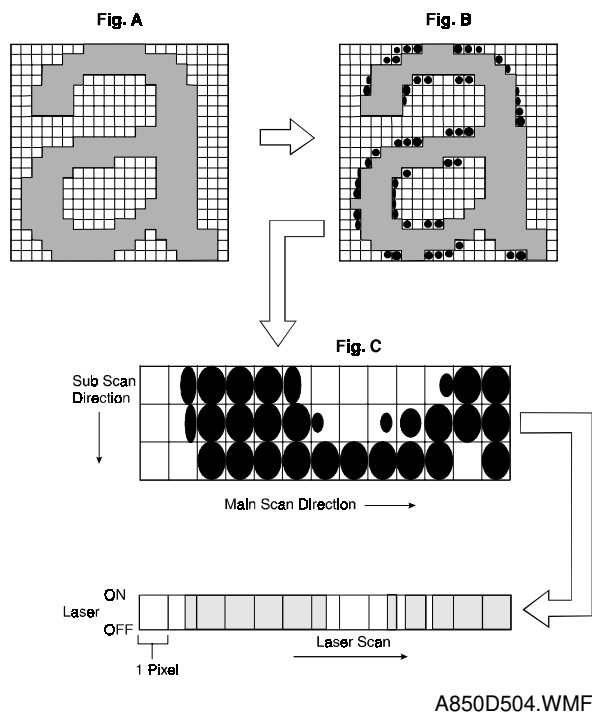 Fig. A
Fig. B
Fig. C
Sub Scan
Direction
Main Scan Direction
ON
Laser
OFF
Laser Scan
1 Pixel
A850D504.WMF